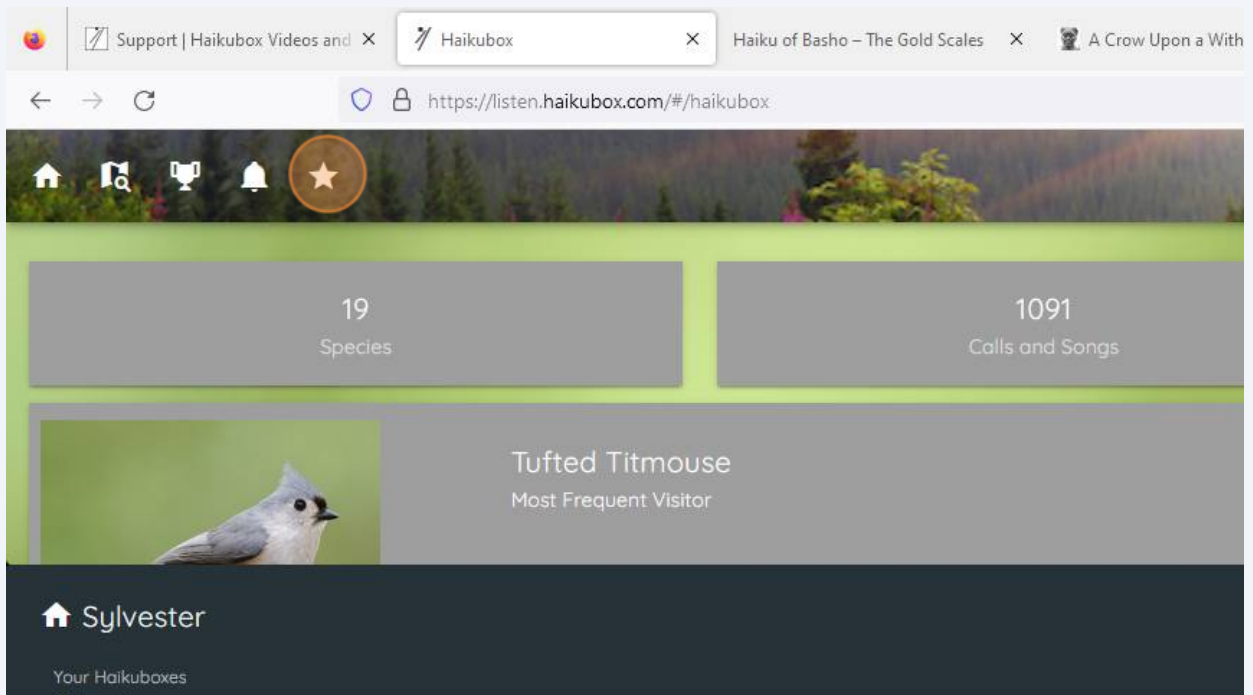 Support | Haikubox Videos and
Haikubox
Haiku of Basho – The Gold Scales
A Crow Upon a With
https://listen.haikubox.com/#/haikubox
19
Species
1091
Calls and Songs
Tufted Titmouse
Most Frequent Visitor
Sylvester
Your Haikuboxes